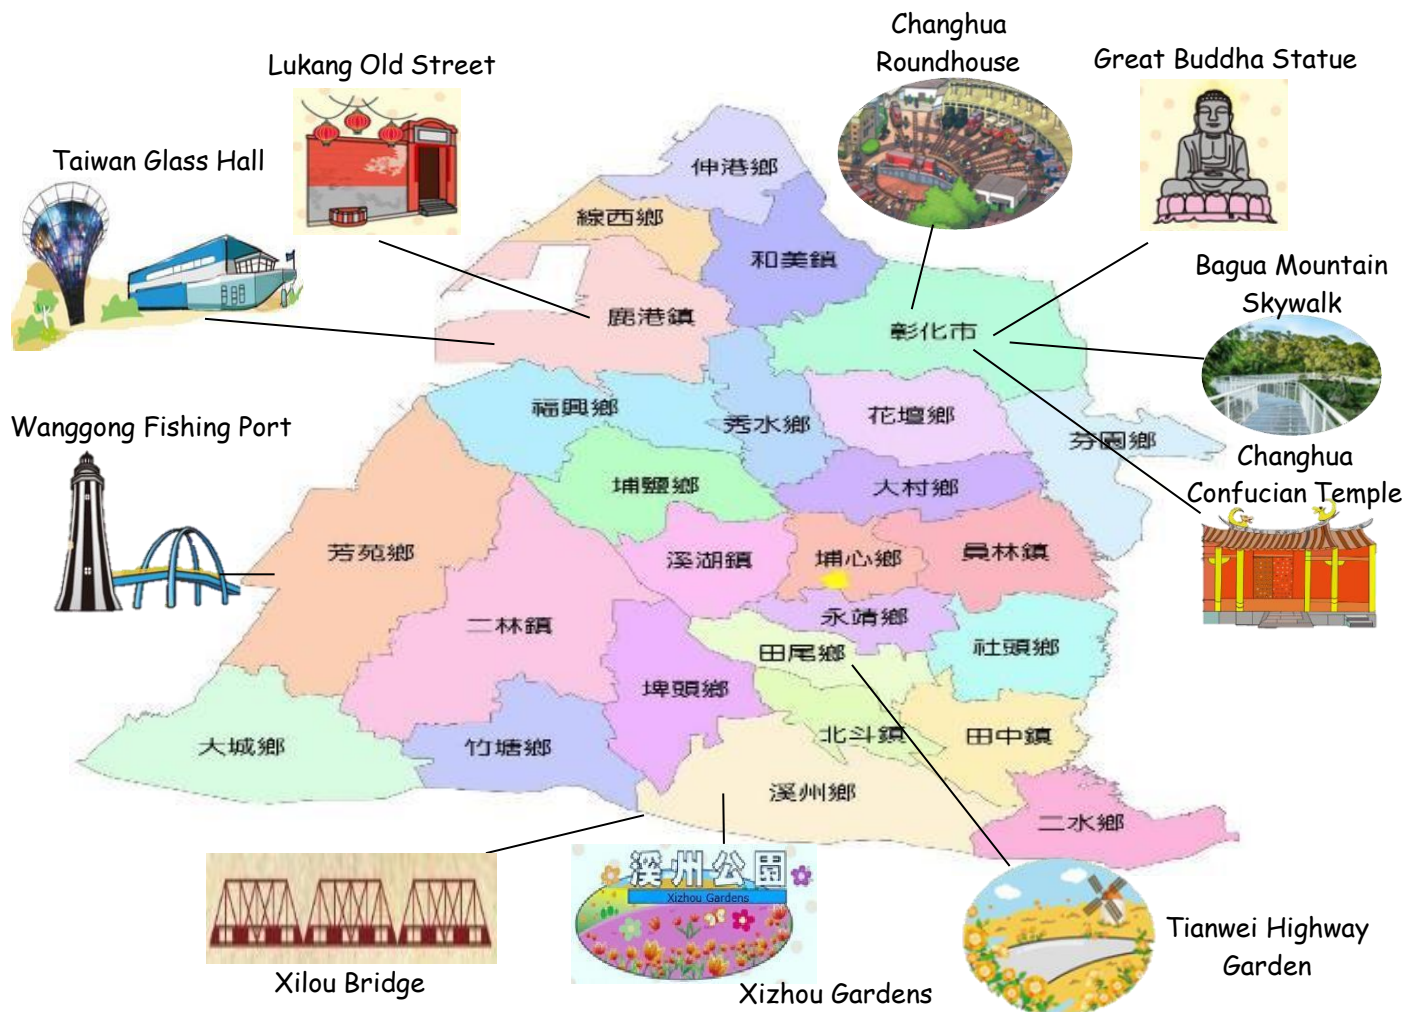 Changhua
Roundhouse
Great Buddha Statue
Lukang Old Street
Taiwan Glass Hall
伸港鄉
線西鄉
和美鎮
Bagua Mountain
Skywalk
鹿港鎮
彰化市
福興鄉
秀水鄉
花壇鄉
芬園鄉
Wanggong Fishing Port
Changhua
Confucian Temple
埔鹽鄉
大村鄉
芳苑鄉
溪湖鎮
埔心鄉
員林鎮
二林鎮
永靖鄉
田尾鄉
社頭鄉
埤頭鄉
大城鄉
竹塘鄉
北斗鎮
田中鎮
溪州鄉
二水鄉
溪州公園
Xizhou Gardens
Tianwei Highway
Garden
Xilou Bridge
Xizhou Gardens